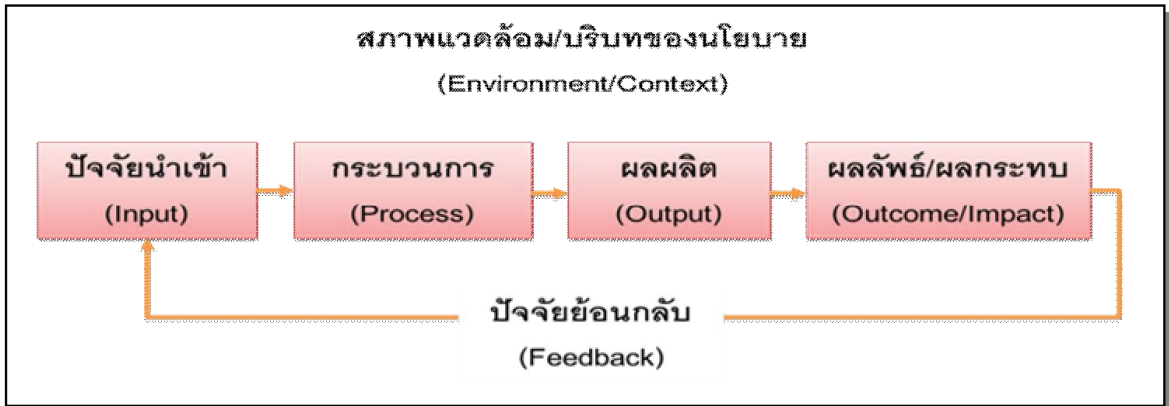 สภาพแวดล้อม/บริบทของนโยบาย
(Environment/Context)
ปัจจัยนำเข้า
(Input)
กระบวนการ
(Process)
ผลผลิต
(Output)
ผลลัพธ์/ผลกระทบ
(Outcome/Impact)
ปัจจัยย้อนกลับ
(Feedback)